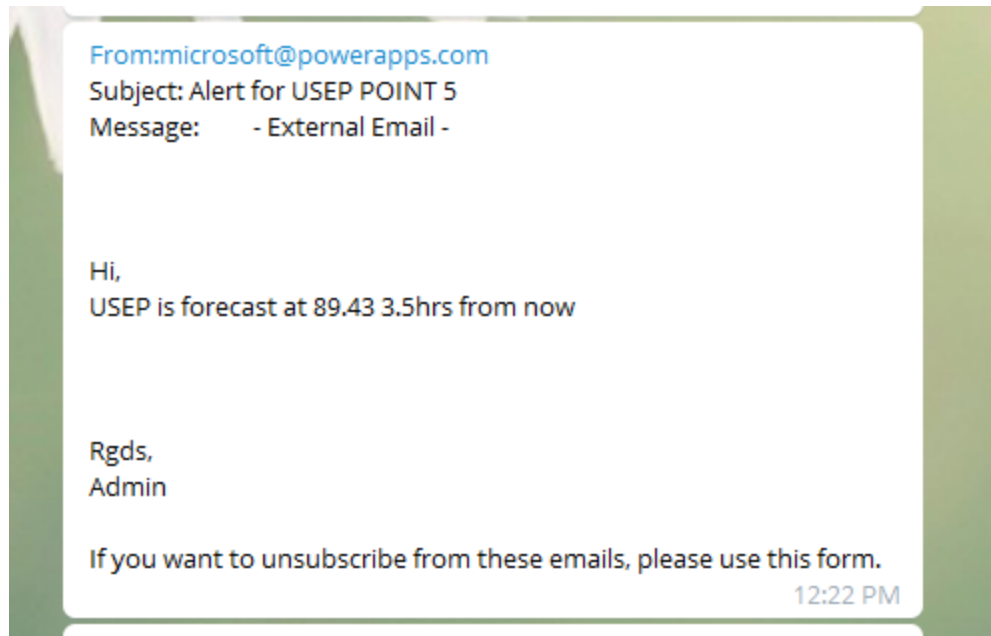 From:microsoft@powerapps.com
Subject: Alert for USEP POINT 5
Message: - External Email -
Hi,
USEP is forecast at 89.43 3.5hrs from now
Rgds,
Admin
If you want to unsubscribe from these emails, please use this form.
12:22 PM